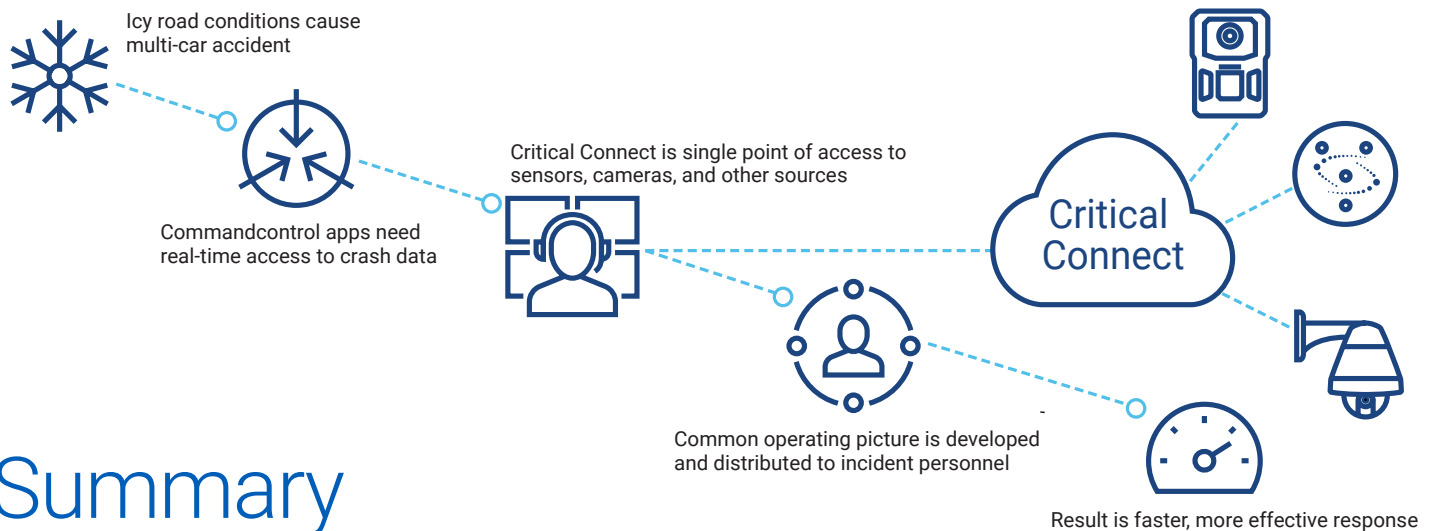 Icy road conditions cause
multi-car accident
Commandcontrol apps need
real-time access to crash data
Critical Connect is single point of access to
sensors, cameras, and other sources
Critical
Connect
Common operating picture is developed
and distributed to incident personnel
Result is faster, more effective response
Summary